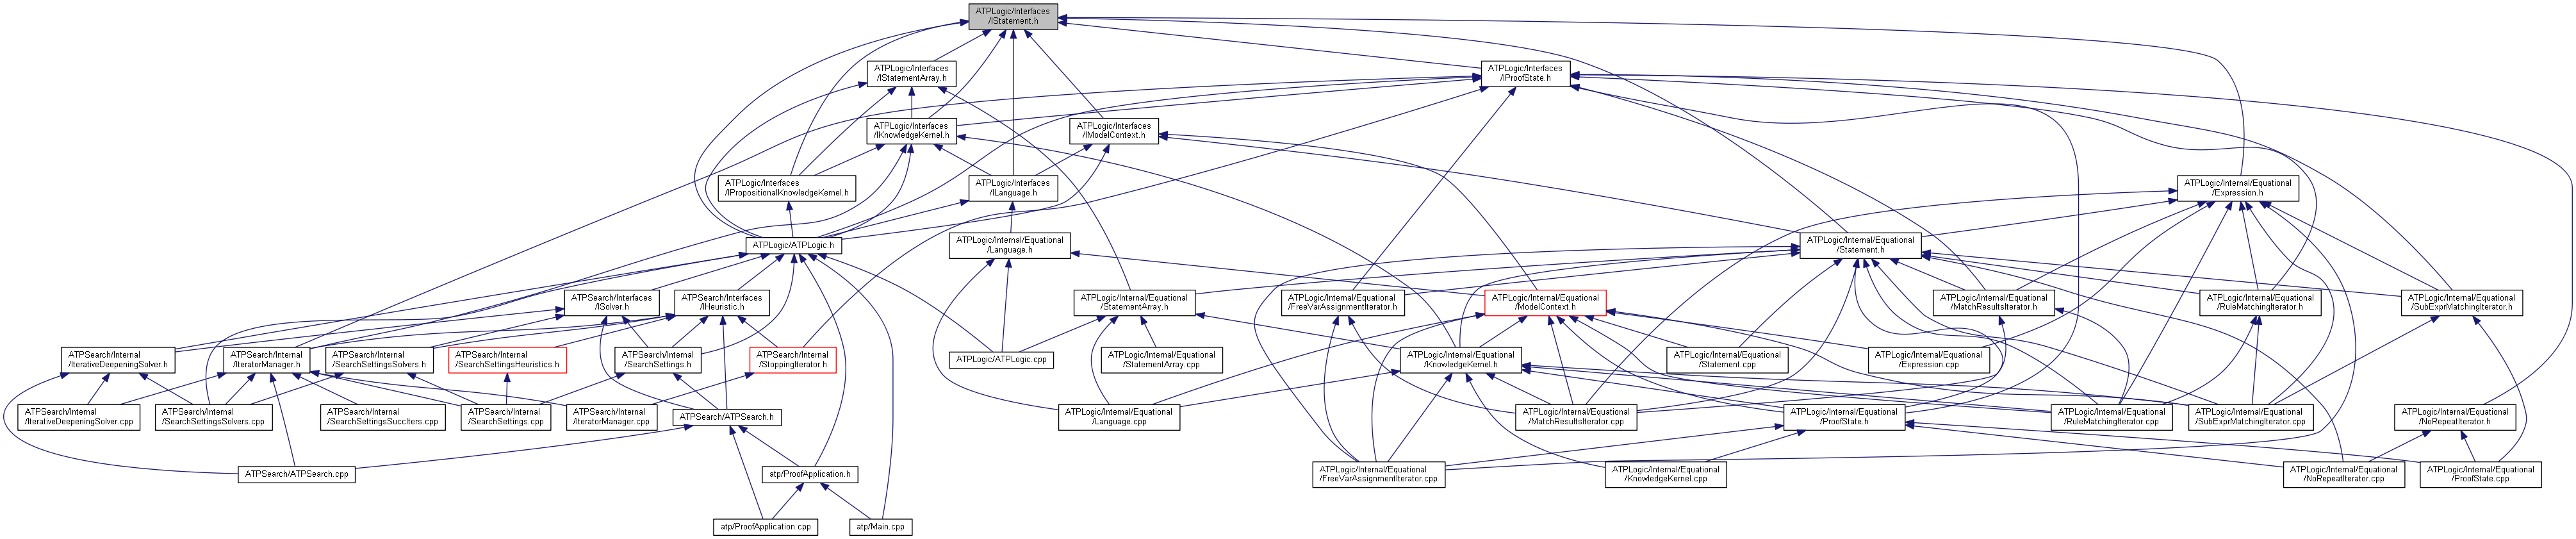 ATPLogic/Interfaces
/IStatement.h
ATPLogic/Interfaces
/IStatementArray.h
ATPLogic/Interfaces
/IProofState.h
ATPLogic/Interfaces
/IKnowledgeKernel.h
ATPLogic/Interfaces
/IModelContext.h
ATPLogic/Interfaces
/IPropositionalKnowledgeKernel.h
ATPLogic/Interfaces
/ILanguage.h
ATPLogic/Internal/Equational
/Expression.h
ATPLogic/ATPLogic.h
ATPLogic/Internal/Equational
/Language.h
ATPLogic/Internal/Equational
/Statement.h
ATPSearch/Interfaces
/ISolver.h
ATPSearch/Interfaces
/IHeuristic.h
ATPLogic/Internal/Equational
/StatementArray.h
ATPLogic/Internal/Equational
/FreeVarAssignmentIterator.h
ATPLogic/Internal/Equational
/ModelContext.h
ATPLogic/Internal/Equational
/MatchResultsIterator.h
ATPLogic/Internal/Equational
/RuleMatchingIterator.h
ATPLogic/Internal/Equational
/SubExprMatchingIterator.h
ATPSearch/Internal
/IterativeDeepeningSolver.h
ATPSearch/Internal
/IteratorManager.h
ATPSearch/Internal
/SearchSettingsSolvers.h
ATPSearch/Internal
/SearchSettingsHeuristics.h
ATPSearch/Internal
/SearchSettings.h
ATPSearch/Internal
/StoppingIterator.h
ATPLogic/ATPLogic.cpp
ATPLogic/Internal/Equational
/StatementArray.cpp
ATPLogic/Internal/Equational
/KnowledgeKernel.h
ATPLogic/Internal/Equational
/Statement.cpp
ATPLogic/Internal/Equational
/Expression.cpp
ATPSearch/Internal
/IterativeDeepeningSolver.cpp
ATPSearch/Internal
/SearchSettingsSolvers.cpp
ATPSearch/Internal
/SearchSettingsSuccIters.cpp
ATPSearch/Internal
/SearchSettings.cpp
ATPSearch/Internal
/IteratorManager.cpp
ATPSearch/ATPSearch.h
ATPLogic/Internal/Equational
/Language.cpp
ATPLogic/Internal/Equational
/MatchResultsIterator.cpp
ATPLogic/Internal/Equational
/ProofState.h
ATPLogic/Internal/Equational
/RuleMatchingIterator.cpp
ATPLogic/Internal/Equational
/SubExprMatchingIterator.cpp
ATPLogic/Internal/Equational
/NoRepeatIterator.h
ATPSearch/ATPSearch.cpp
atp/ProofApplication.h
ATPLogic/Internal/Equational
/FreeVarAssignmentIterator.cpp
ATPLogic/Internal/Equational
/KnowledgeKernel.cpp
ATPLogic/Internal/Equational
/NoRepeatIterator.cpp
ATPLogic/Internal/Equational
/ProofState.cpp
atp/ProofApplication.cpp
atp/Main.cpp